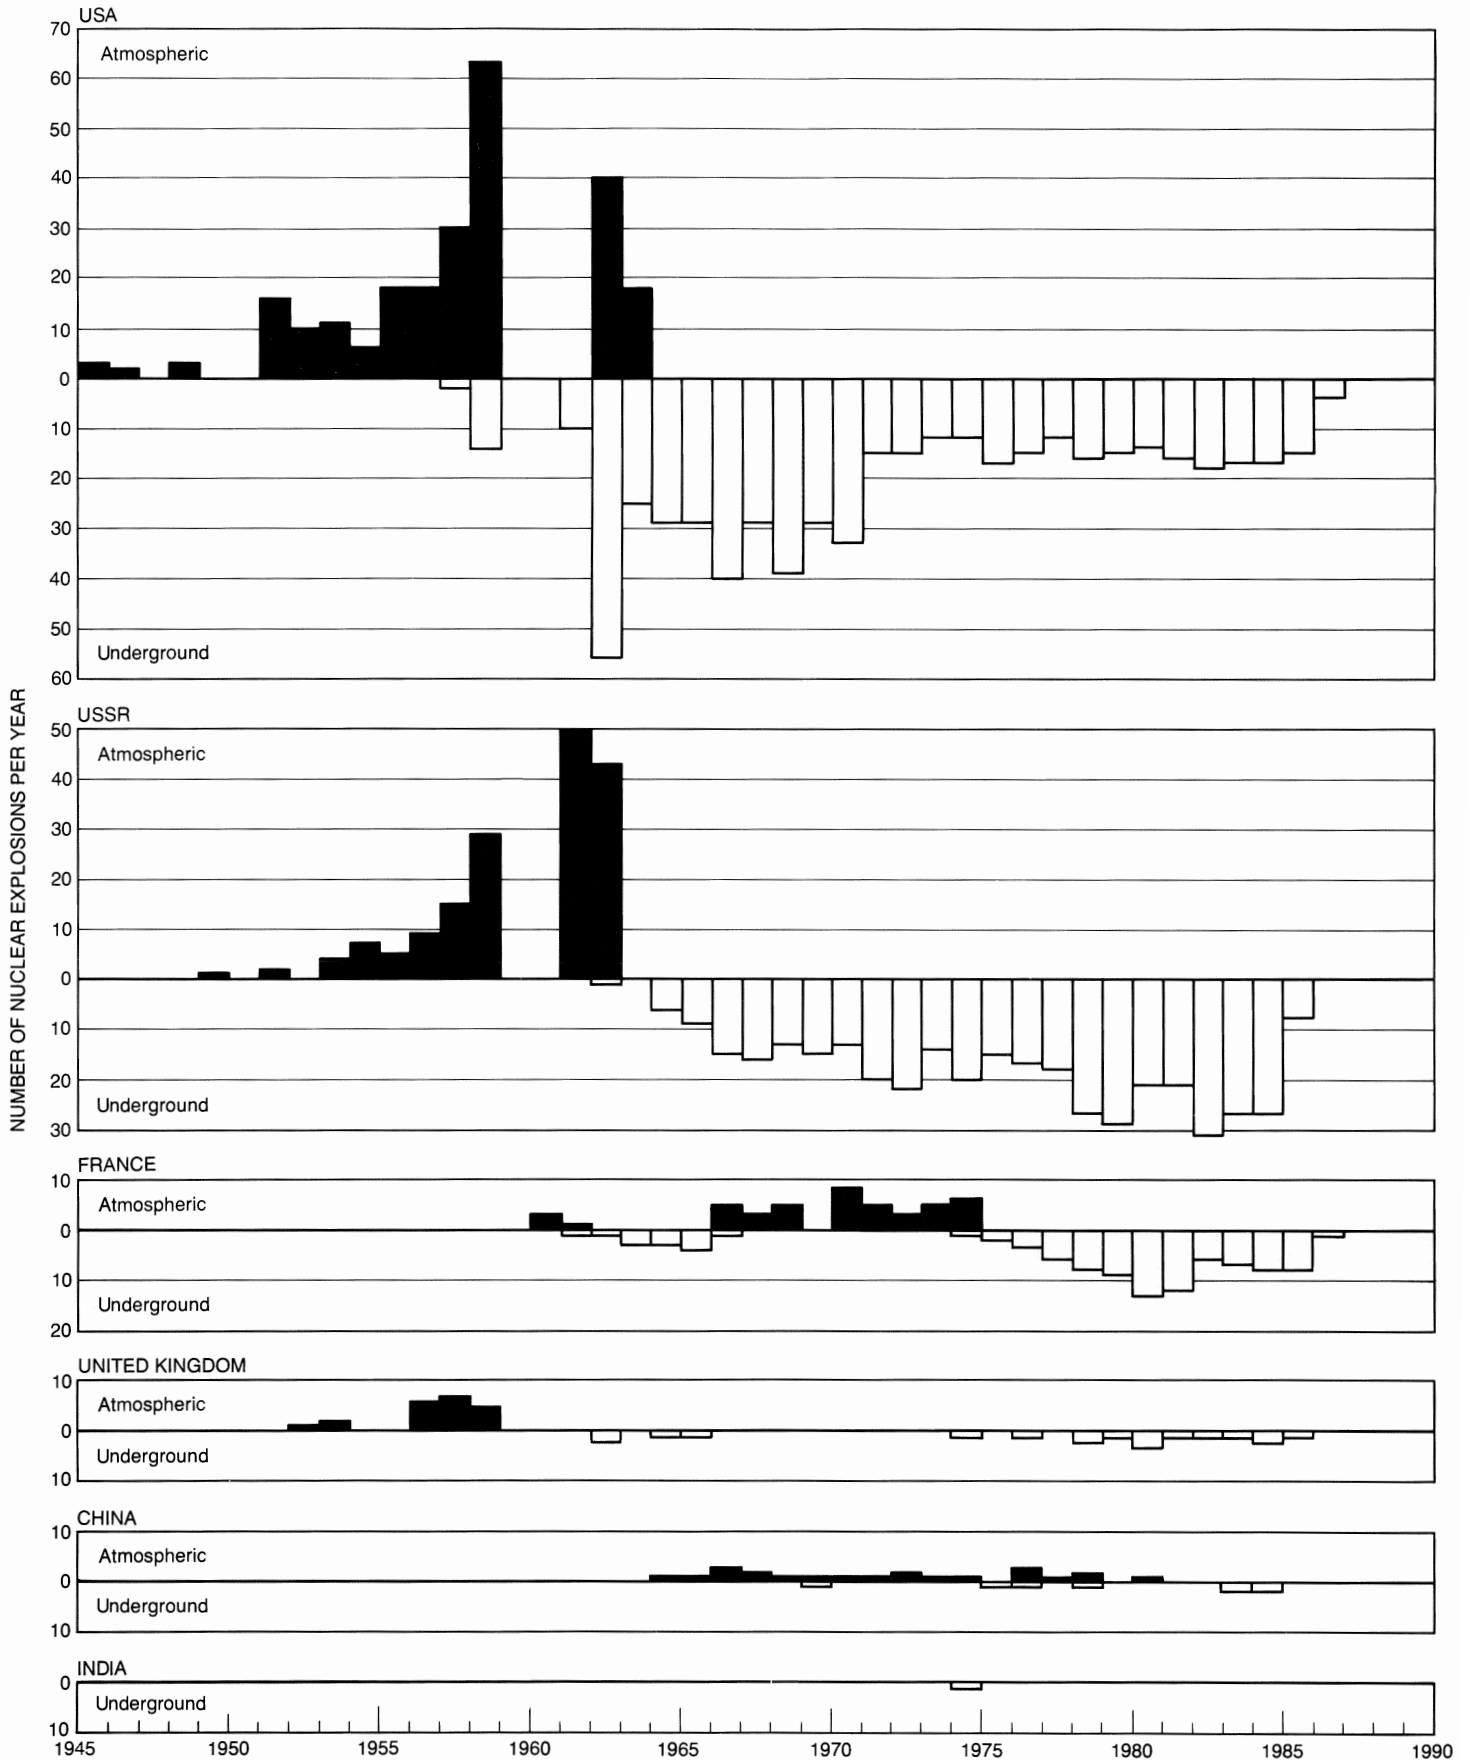 USA
70
Atmospheric
60
50
40
30
20
10
0
10
20
30
40
50
Underground
60
NUMBER OF NUCLEAR EXPLOSIONS PER YEAR
USSR
50
Atmospheric
40
30
20
10
0
10
20
Underground
30
FRANCE
10
Atmospheric
0
10
Underground
20
UNITED KINGDOM
10
Atmospheric
0
Underground
10
CHINA
10
Atmospheric
0
Underground
10
INDIA
0
Underground
10
1945 1950 1955 1960 1965 1970 1975 1980 1985 1990